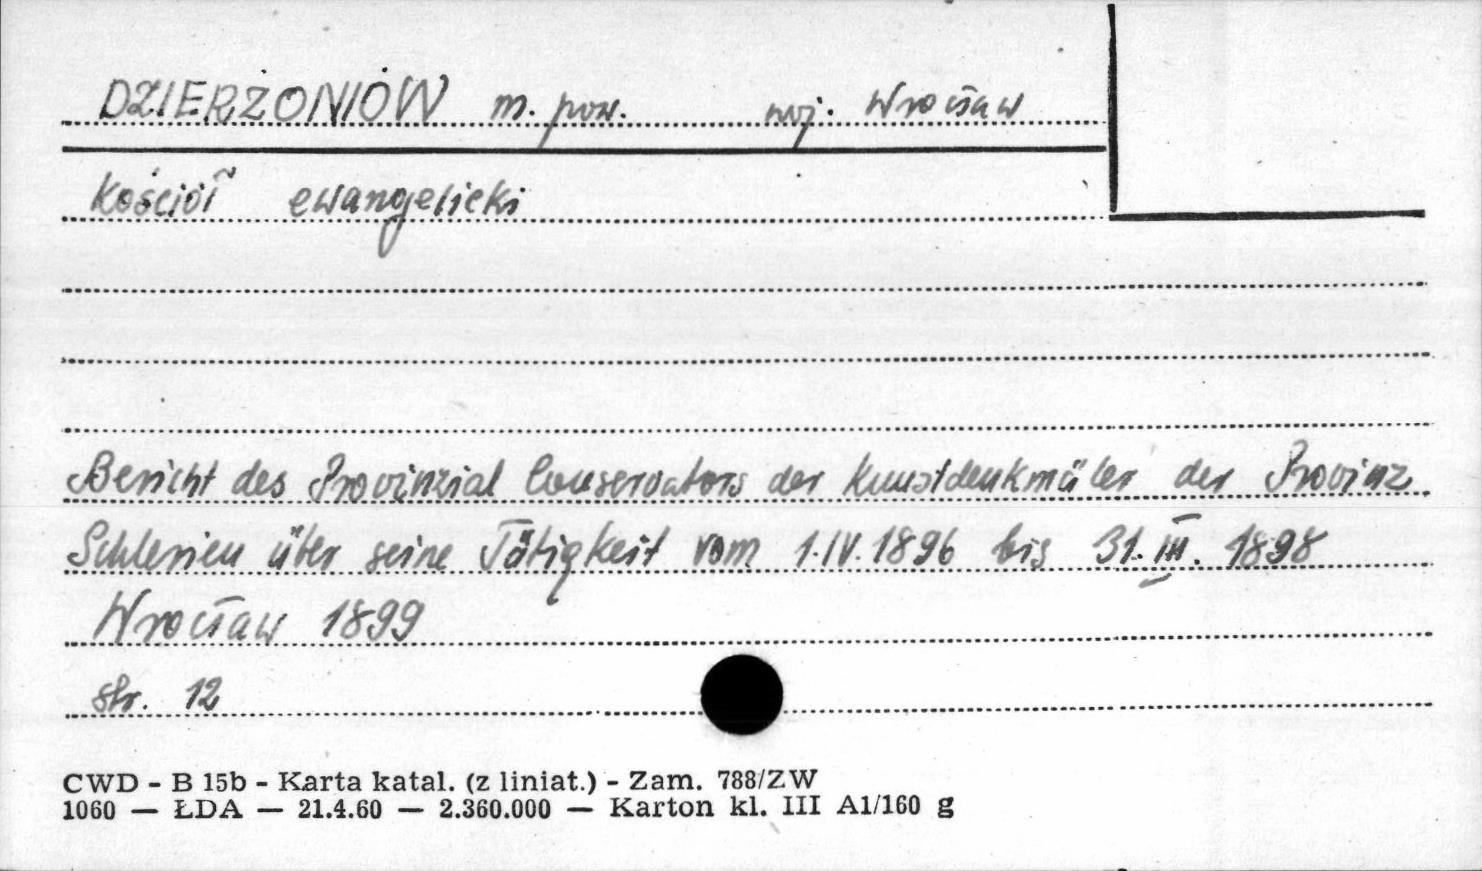 DZIERŻONIÓW m. pow. woj. Wrocław
Kościół ewangelicki
Bericht des Provinzial Conservators der Kunstdenkmäler der Provinz
Schlesien über seine Tätigkeit vom 1.IV.1896 bis 31.III.1898
Wrocław 1899
str. 12
CWD - B 15b - Karta katal. (z liniat.) - Zam. 788/ZW
1060 — ŁDA — 21.4.60 — 2.360.000 — Karton kl. III A1/160 g